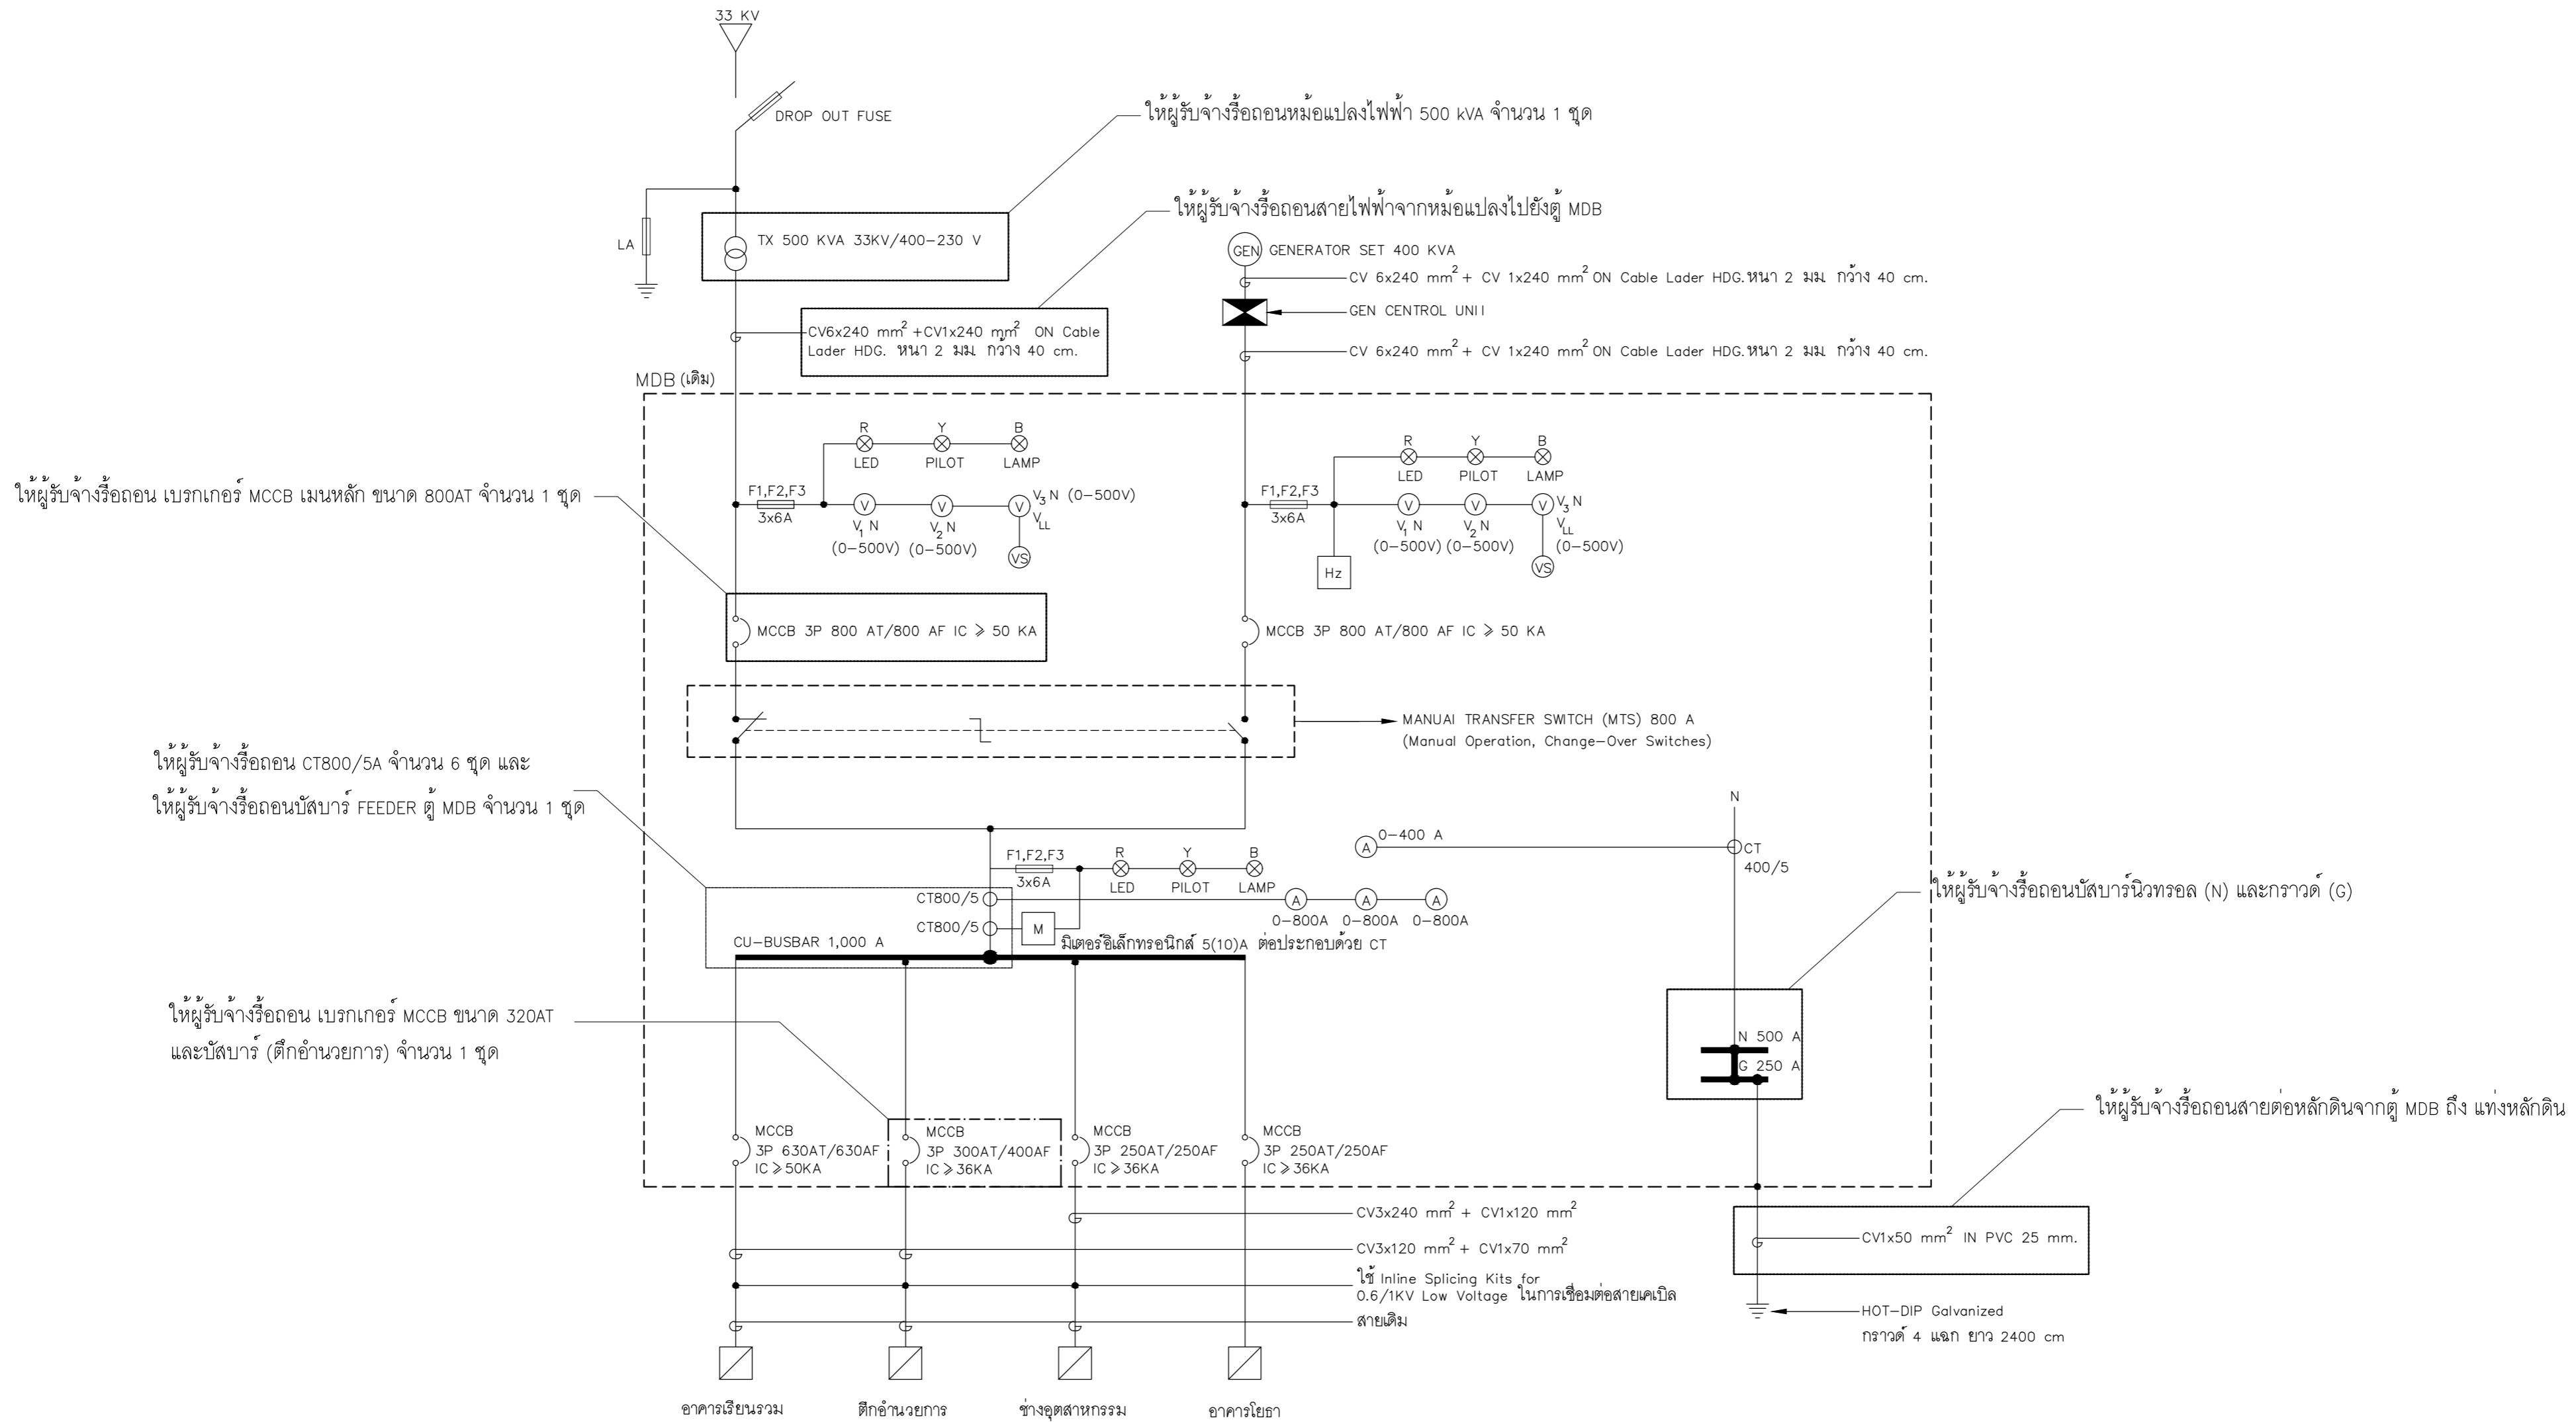 33 KV
DROP OUT FUSE
ให้ผู้รับจ้างรื้อถอนหม้อแปลงไฟฟ้า 500 kVA จำนวน 1 ชุด
ให้ผู้รับจ้างรื้อถอนสายไฟฟ้าจากหม้อแปลงไปยังตู้ MDB
LA
TX 500 KVA 33KV/400-230 V
GEN GENERATOR SET 400 KVA
CV 6x240 mm² + CV 1x240 mm² ON Cable Lader HDG.หนา 2 มม. กว้าง 40 cm.
GEN CENTROL UNII
CV6x240 mm² +CV1x240 mm² ON Cable
Lader HDG. หนา 2 มม. กว้าง 40 cm.
CV 6x240 mm² + CV 1x240 mm² ON Cable Lader HDG.หนา 2 มม. กว้าง 40 cm.
MDB (เดิม)
R Y B
LED PILOT LAMP
F1,F2,F3
3x6A
V V V V₃N (0-500V)
V_LL
V₁N V₂N
(0-500V) (0-500V)
VS
R Y B
LED PILOT LAMP
F1,F2,F3
3x6A
V V V V₃N
V_LL
(0-500V)
V₁N V₂N
(0-500V) (0-500V)
VS
Hz
ให้ผู้รับจ้างรื้อถอน เบรกเกอร์ MCCB เมนหลัก ขนาด 800AT จำนวน 1 ชุด
MCCB 3P 800 AT/800 AF IC ⩾ 50 KA
MCCB 3P 800 AT/800 AF IC ⩾ 50 KA
MANUAI TRANSFER SWITCH (MTS) 800 A
(Manual Operation, Change-Over Switches)
ให้ผู้รับจ้างรื้อถอน CT800/5A จำนวน 6 ชุด และ
ให้ผู้รับจ้างรื้อถอนบัสบาร์ FEEDER ตู้ MDB จำนวน 1 ชุด
N
A 0-400 A
CT
400/5
F1,F2,F3
3x6A
R Y B
LED PILOT LAMP
CT800/5
A A A
0-800A 0-800A 0-800A
CT800/5
M
CU-BUSBAR 1,000 A
มิเตอร์อิเล็กทรอนิกส์ 5(10)A ต่อประกอบด้วย CT
ให้ผู้รับจ้างรื้อถอนบัสบาร์นิวทรอล (N) และกราวด์ (G)
N 500 A
G 250 A
ให้ผู้รับจ้างรื้อถอน เบรกเกอร์ MCCB ขนาด 320AT
และบัสบาร์ (ตึกอำนวยการ) จำนวน 1 ชุด
ให้ผู้รับจ้างรื้อถอนสายต่อหลักดินจากตู้ MDB ถึง แท่งหลักดิน
MCCB
3P 630AT/630AF
IC ⩾ 50KA
MCCB
3P 300AT/400AF
IC ⩾ 36KA
MCCB
3P 250AT/250AF
IC ⩾ 36KA
MCCB
3P 250AT/250AF
IC ⩾ 36KA
CV3x240 mm² + CV1x120 mm²
CV3x120 mm² + CV1x70 mm²
ใช้ Inline Splicing Kits for
0.6/1KV Low Voltage ในการเชื่อมต่อสายเคเบิล
สายเดิม
CV1x50 mm² IN PVC 25 mm.
HOT-DIP Galvanized
กราวด์ 4 แฉก ยาว 2400 cm
อาคารเรียนรวม
ตึกอำนวยการ
ช่างอุตสาหกรรม
อาคารโยธา